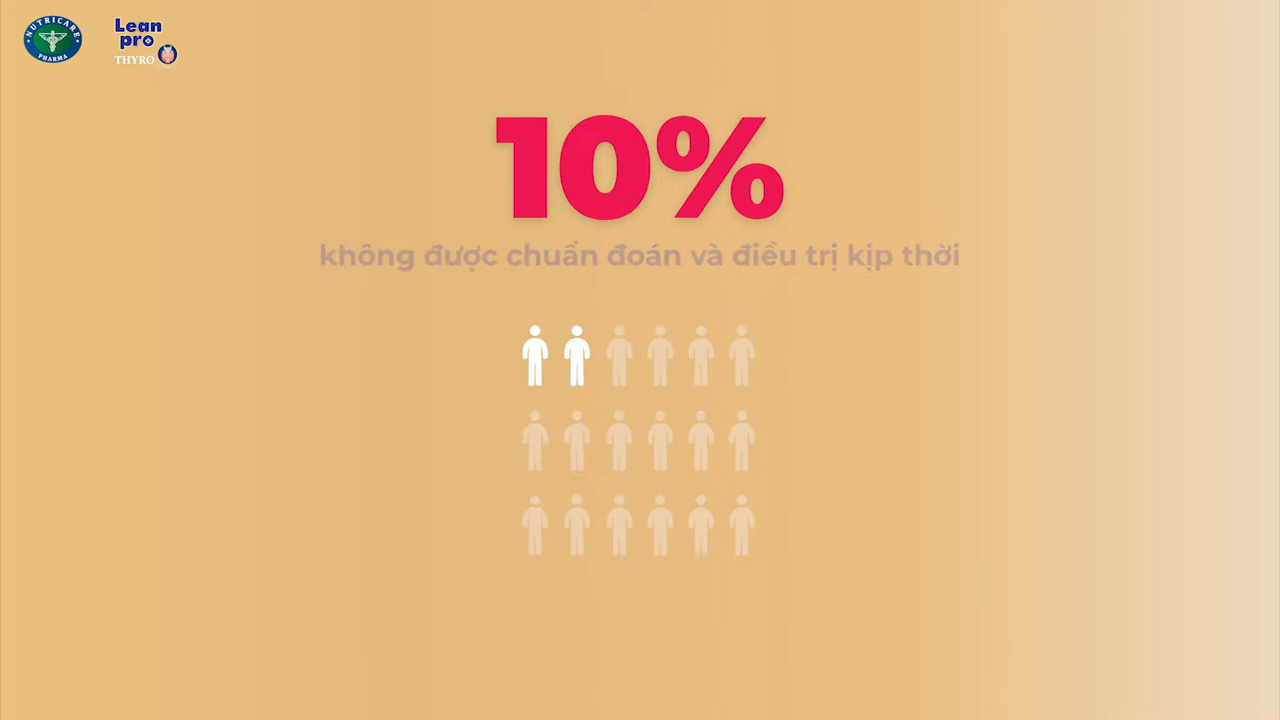 NUTRICARE
PHARMA
Lean
pro
THYRO
10%
không được chuẩn đoán và điều trị kịp thời